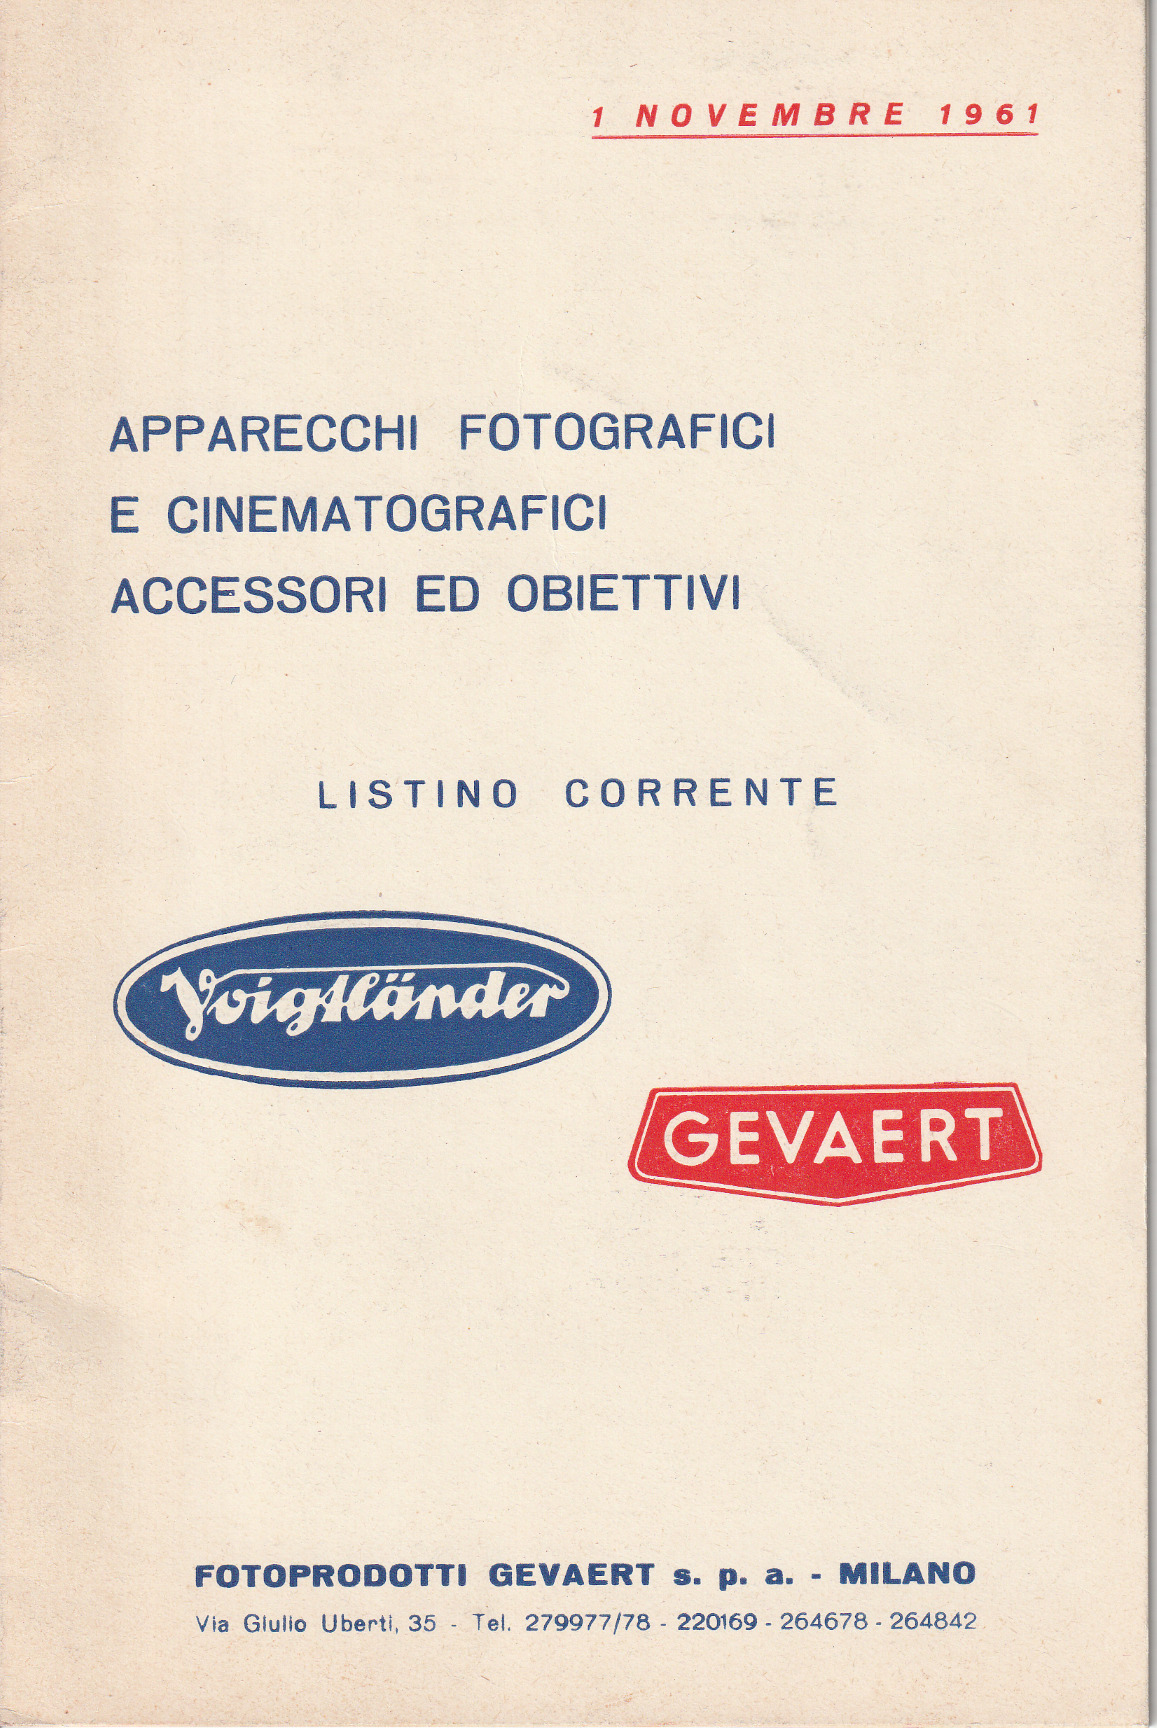 1 NOVEMBRE 1961
APPARECCHI FOTOGRAFICI
E CINEMATOGRAFICI
ACCESSORI ED OBIETTIVI
LISTINO CORRENTE
Voigtländer
GEVAERT
FOTOPRODOTTI GEVAERT s. p. a. - MILANO
Via Giulio Uberti, 35 - Tel. 279977/78 - 220169 - 264678 - 264842